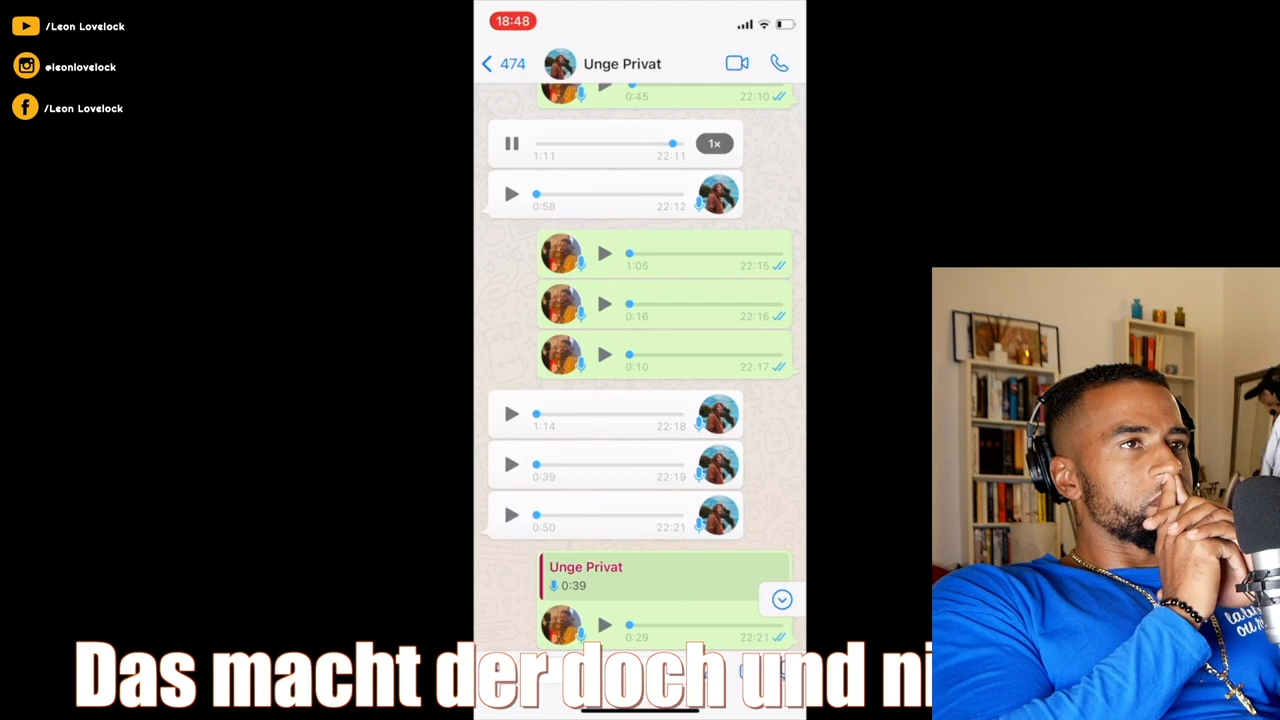 /Leon Lovelock
@leonlovelock
/Leon Lovelock
18:48
474 Unge Privat
0:45 22:10
1x
1:11 22:11
0:58 22:12
1:05 22:15
0:16 22:16
0:10 22:17
1:14 22:18
0:39 22:19
0:50 22:21
Unge Privat
0:39
0:29 22:21
Das macht der doch und ni